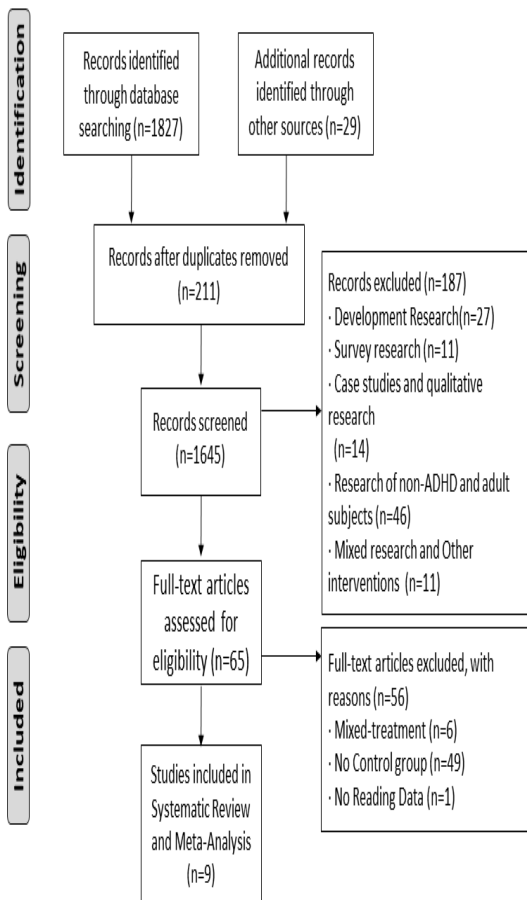 Identification
Records identified
through database
searching (n=1827)
Additional records
identified through
other sources (n=29)
Records after duplicates removed
(n=211)
Screening
Records excluded (n=187)
· Development Research(n=27)
· Survey research (n=11)
· Case studies and qualitative
research
(n=14)
· Research of non-ADHD and adult
subjects (n=46)
· Mixed research and Other
interventions (n=11)
Records screened
(n=1645)
Eligibility
Full-text articles
assessed for
eligibility (n=65)
Full-text articles excluded, with
reasons (n=56)
· Mixed-treatment (n=6)
· No Control group (n=49)
· No Reading Data (n=1)
Included
Studies included in
Systematic Review
and Meta-Analysis
(n=9)